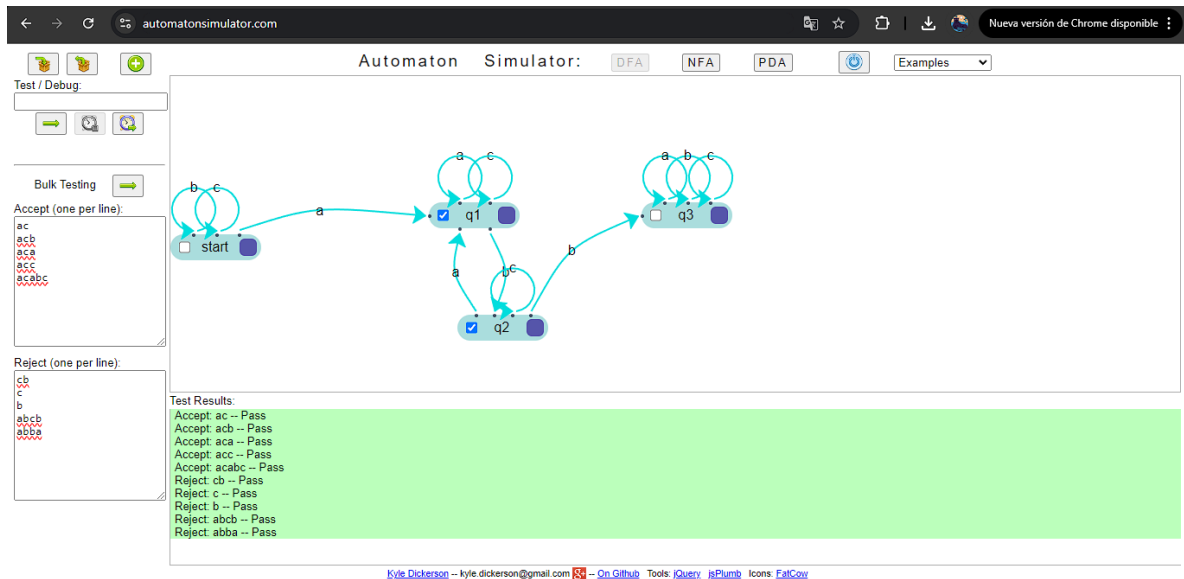 automatonsimulator.com
Nueva versión de Chrome disponible
Automaton Simulator: DFA NFA PDA Examples
Test / Debug:
Bulk Testing
Accept (one per line):
ac
acb
aca
acc
acabc
Reject (one per line):
cb
c
b
abcb
abba
b c
start
a
a c
q1
a
b c
q2
b
a b c
q3
Test Results:
Accept: ac -- Pass
Accept: acb -- Pass
Accept: aca -- Pass
Accept: acc -- Pass
Accept: acabc -- Pass
Reject: cb -- Pass
Reject: c -- Pass
Reject: b -- Pass
Reject: abcb -- Pass
Reject: abba -- Pass
Kyle Dickerson -- kyle.dickerson@gmail.com g+ -- On Github Tools: jQuery jsPlumb Icons: FatCow